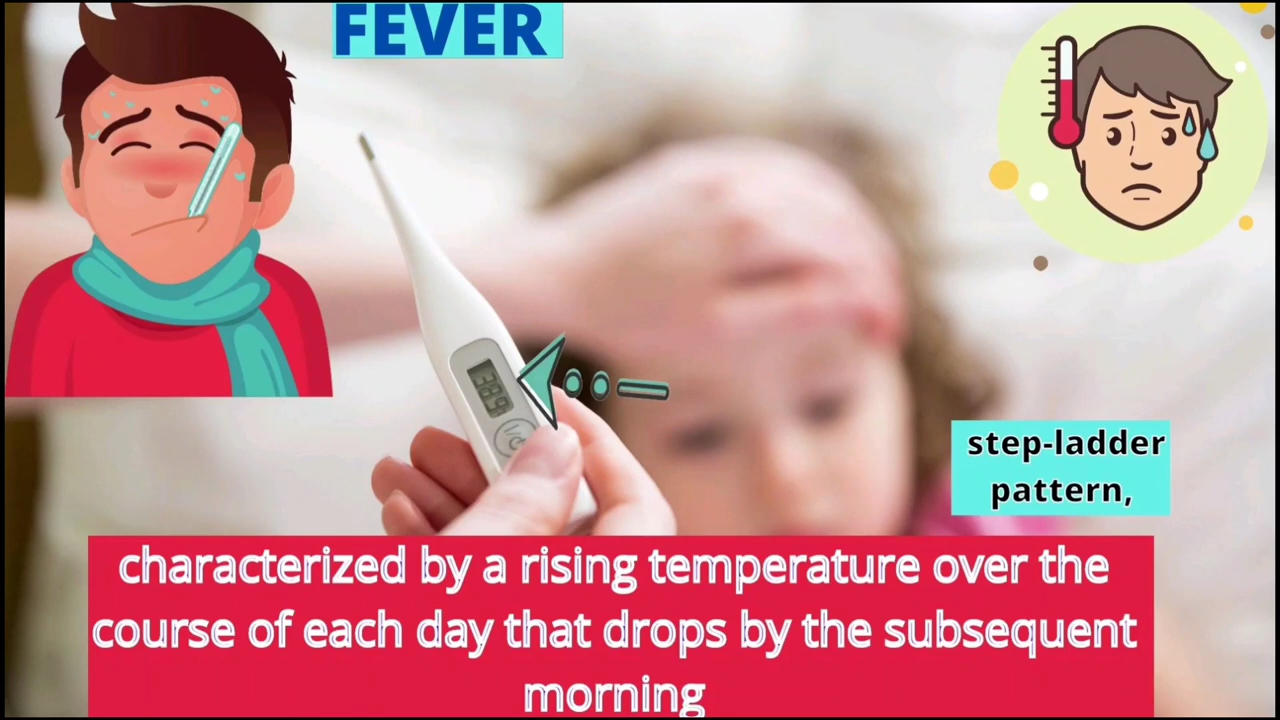 FEVER
step-ladder
pattern,
characterized by a rising temperature over the
course of each day that drops by the subsequent
morning